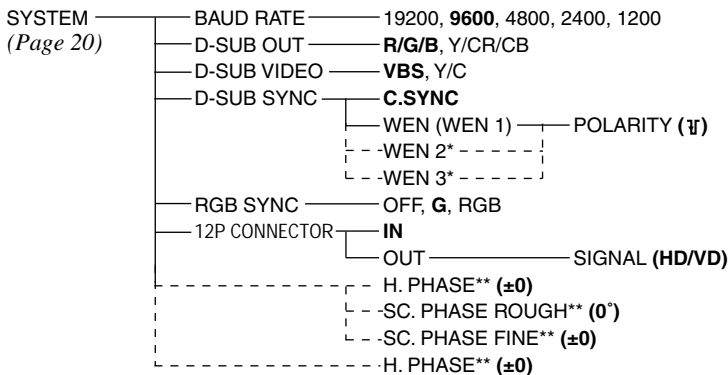 SYSTEM BAUD RATE 19200, 9600, 4800, 2400, 1200
(Page 20) D-SUB OUT R/G/B, Y/CR/CB
D-SUB VIDEO VBS, Y/C
D-SUB SYNC C.SYNC
WEN (WEN 1) POLARITY ( )
WEN 2*
WEN 3*
RGB SYNC OFF, G, RGB
12P CONNECTOR IN
OUT SIGNAL (HD/VD)
H. PHASE** (±0)
SC. PHASE ROUGH** (0°)
SC. PHASE FINE** (±0)
H. PHASE** (±0)